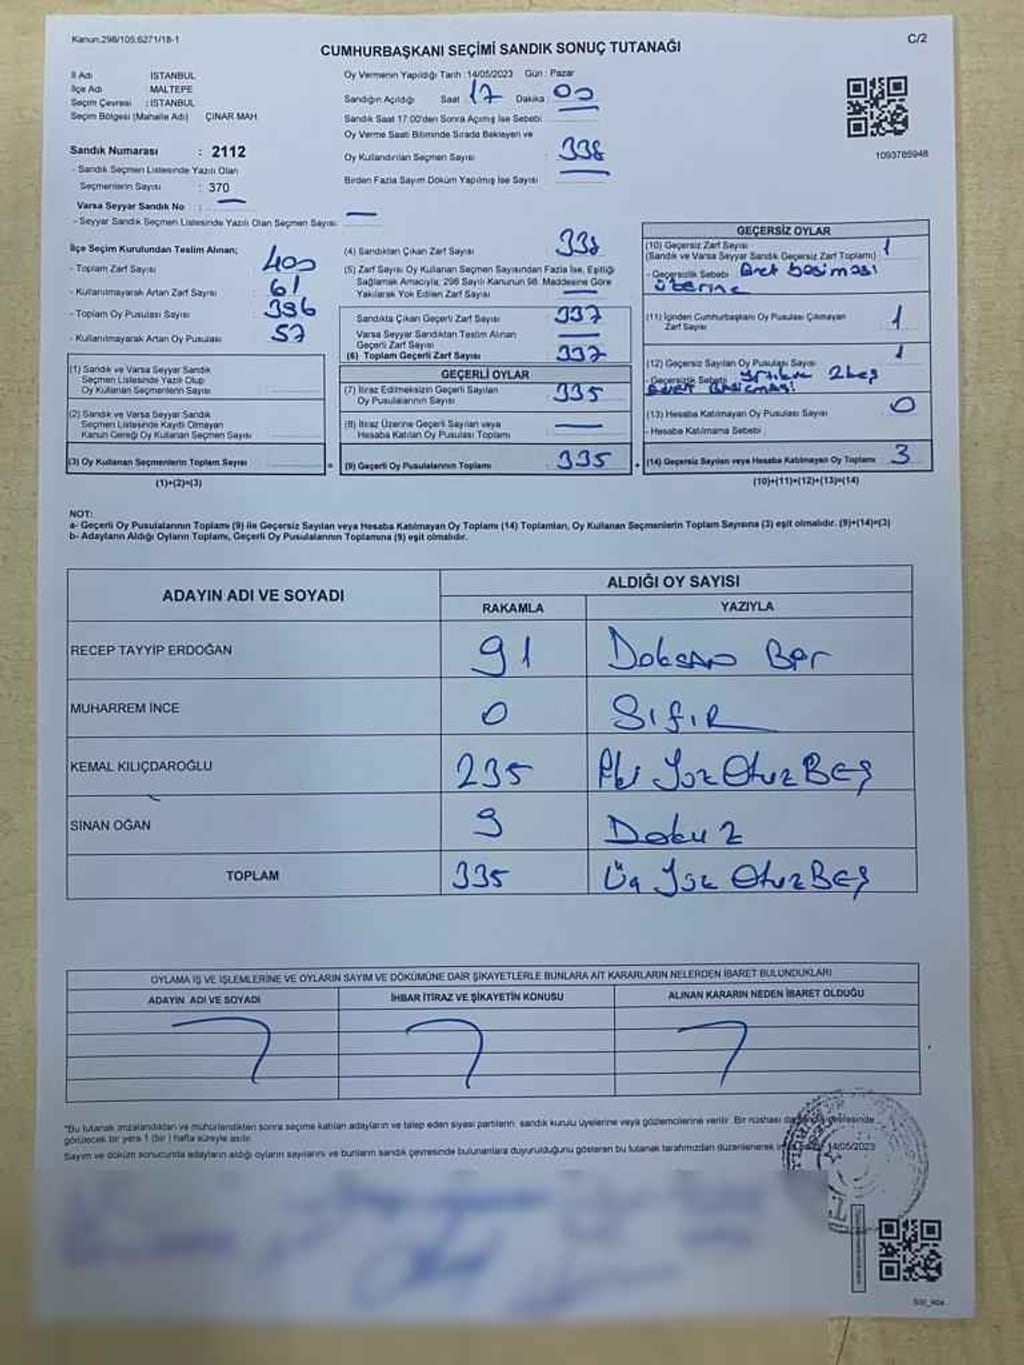 Kanun.298/105;6271/18-1
C/2
CUMHURBAŞKANI SEÇİMİ SANDIK SONUÇ TUTANAĞI
İl Adı İSTANBUL
İlçe Adı MALTEPE
Seçim Çevresi : İSTANBUL
Seçim Bölgesi (Mahalle Adı) ÇINAR MAH.
Sandık Numarası : 2112
- Sandık Seçmen Listesinde Yazılı Olan
Seçmenlerin Sayısı : 370
Varsa Seyyar Sandık No :
- Seyyar Sandık Seçmen Listesinde Yazılı Olan Seçmen Sayısı:
Oy Vermenin Yapıldığı Tarih :14/05/2023 Gün : Pazar
Sandığın Açıldığı Saat 17 Dakika 00
Sandık Saat 17:00'den Sonra Açılmış İse Sebebi
Oy Verme Saati Bitiminde Sırada Bekleyen ve
Oy Kullandırılan Seçmen Sayısı : 338
Birden Fazla Sayım Döküm Yapılmış İse Sayısı
1093785948
İlçe Seçim Kurulundan Teslim Alınan;
- Toplam Zarf Sayısı 400
- Kullanılmayarak Artan Zarf Sayısı 61
- Toplam Oy Pusulası Sayısı 396
- Kullanılmayarak Artan Oy Pusulası 57
(1) Sandık ve Varsa Seyyar Sandık
Seçmen Listesinde Yazılı Olup
Oy Kullanan Seçmenlerin Sayısı
(2) Sandık ve Varsa Seyyar Sandık
Seçmen Listesinde Kaydı Olmayan
Kanun Gereği Oy Kullanan Seçmen Sayısı
(3) Oy Kullanan Seçmenlerin Toplam Sayısı
(1)+(2)=(3)
(4) Sandıktan Çıkan Zarf Sayısı 338
(5) Zarf Sayısı Oy Kullanan Seçmen Sayısından Fazla İse, Eşitliği
Sağlamak Amacıyla, 298 Sayılı Kanunun 98. Maddesine Göre
Yakılarak Yok Edilen Zarf Sayısı
Sandıkta Çıkan Geçerli Zarf Sayısı 337
Varsa Seyyar Sandıktan Teslim Alınan
Geçerli Zarf Sayısı
(6) Toplam Geçerli Zarf Sayısı 337
GEÇERLİ OYLAR
(7) İtiraz Edilmeksizin Geçerli Sayılan
Oy Pusulalarının Sayısı 335
(8) İtiraz Üzerine Geçerli Sayılan veya
Hesaba Katılan Oy Pusulası Toplamı
= (9) Geçerli Oy Pusulalarının Toplamı 335
GEÇERSİZ OYLAR
(10) Geçersiz Zarf Sayısı 1
(Sandık ve Varsa Seyyar Sandık Geçersiz Zarf Toplamı)
- Geçersizlik Sebebi Evet basıması
üzerine
(11) İçinden Cumhurbaşkanı Oy Pusulası Çıkmayan
Zarf Sayısı 1
(12) Geçersiz Sayılan Oy Pusulası Sayısı 1
- Geçersizlik Sebebi 2 keş
(13) Hesaba Katılmayan Oy Pusulası Sayısı 0
- Hesaba Katılmama Sebebi
+ (14) Geçersiz Sayılan veya Hesaba Katılmayan Oy Toplamı 3
(10)+(11)+(12)+(13)=(14)
NOT:
a- Geçerli Oy Pusulalarının Toplamı (9) ile Geçersiz Sayılan veya Hesaba Katılmayan Oy Toplamı (14) Toplamları, Oy Kullanan Seçmenlerin Toplam Sayısına (3) eşit olmalıdır. (9)+(14)=(3)
b- Adayların Aldığı Oyların Toplamı, Geçerli Oy Pusulalarının Toplamına (9) eşit olmalıdır.
ADAYIN ADI VE SOYADI
ALDIĞI OY SAYISI
RAKAMLA YAZIYLA
RECEP TAYYİP ERDOĞAN 91 Doksan Bir
MUHARREM İNCE 0 Sıfır
KEMAL KILIÇDAROĞLU 235 İki Yüz Otuz Beş
SİNAN OĞAN 9 Dokuz
TOPLAM 335 Üç Yüz Otuz Beş
OYLAMA İŞ VE İŞLEMLERİNE VE OYLARIN SAYIM VE DÖKÜMÜNE DAİR ŞİKAYETLERLE BUNLARA AİT KARARLARIN NELERDEN İBARET BULUNDUKLARI
ADAYIN ADI VE SOYADI İHBAR İTİRAZ VE ŞİKAYETİN KONUSU ALINAN KARARIN NEDEN İBARET OLDUĞU
*Bu tutanak imzalandıktan ve mühürlendikten sonra seçime katılan adayların ve talep eden siyasi partilerin sandık kurulu üyelerine veya gözlemcilerine verilir. Bir nüshası
görülecek bir yere 1 (bir) hafta süreyle asılır.
Sayım ve döküm sonucunda adayların aldığı oyların sayılarını ve bunların sandık çevresinde bulunanlara duyurulduğunu gösteren bu tutanak tarafımızdan düzenlenerek 14/05/2023